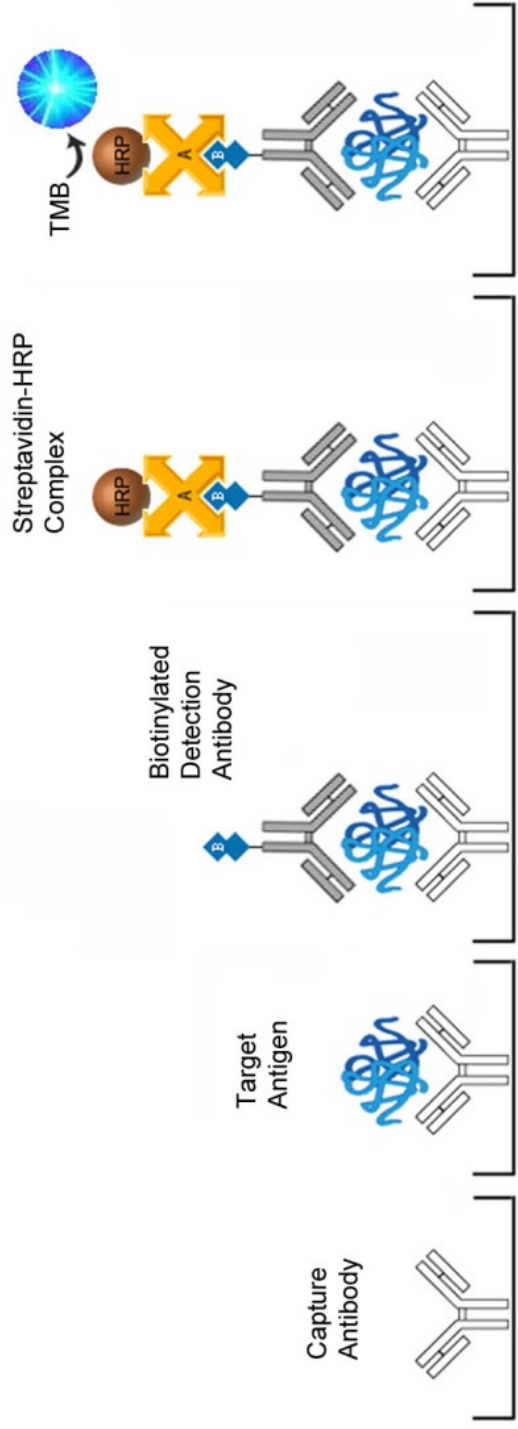 Capture
Antibody
Target
Antigen
Biotinylated
Detection
Antibody
B
Streptavidin-HRP
Complex
HRP
A
B
TMB
HRP
A
B